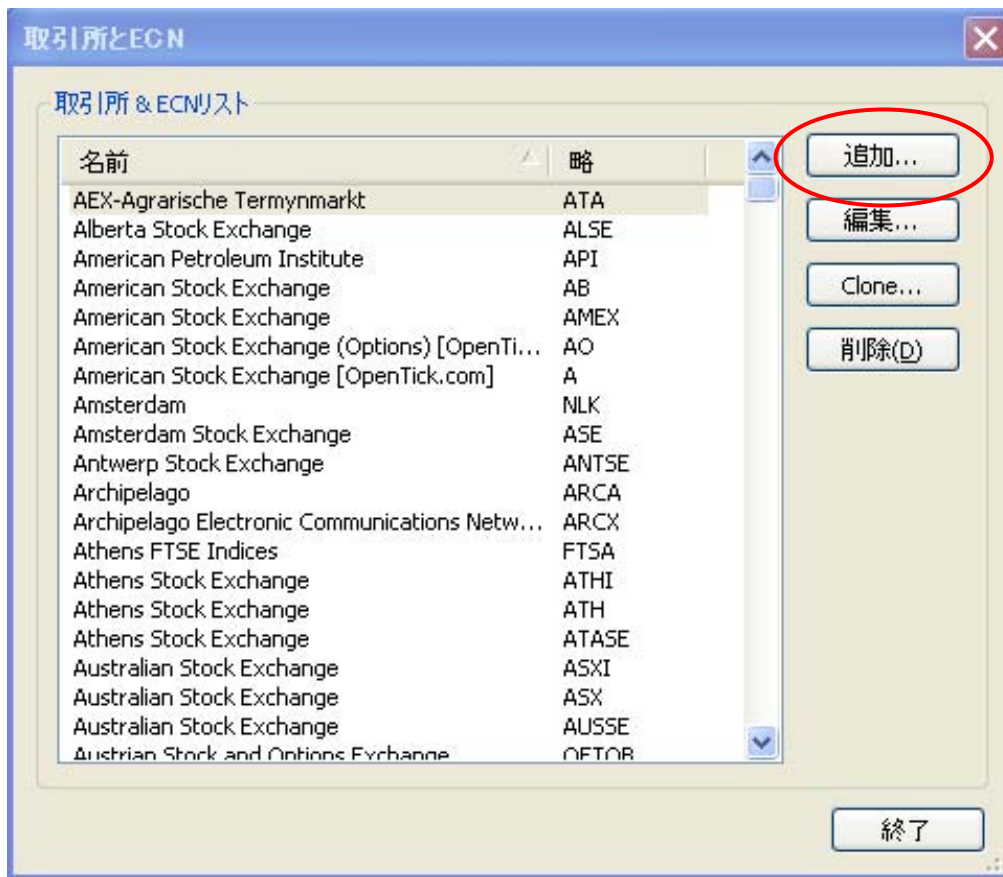 取引所とECN
取引所 & ECNリスト
名前 略
AEX-Agrarische Termynmarkt ATA
Alberta Stock Exchange ALSE
American Petroleum Institute API
American Stock Exchange AB
American Stock Exchange AMEX
American Stock Exchange (Options) [OpenTi... AO
American Stock Exchange [OpenTick.com] A
Amsterdam NLK
Amsterdam Stock Exchange ASE
Antwerp Stock Exchange ANTSE
Archipelago ARCA
Archipelago Electronic Communications Netw... ARCX
Athens FTSE Indices FTSA
Athens Stock Exchange ATHI
Athens Stock Exchange ATH
Athens Stock Exchange ATASE
Australian Stock Exchange ASXI
Australian Stock Exchange ASX
Australian Stock Exchange AUSSE
Austrian Stock and Options Exchange OETOB
追加...
編集...
Clone...
削除(D)
終了